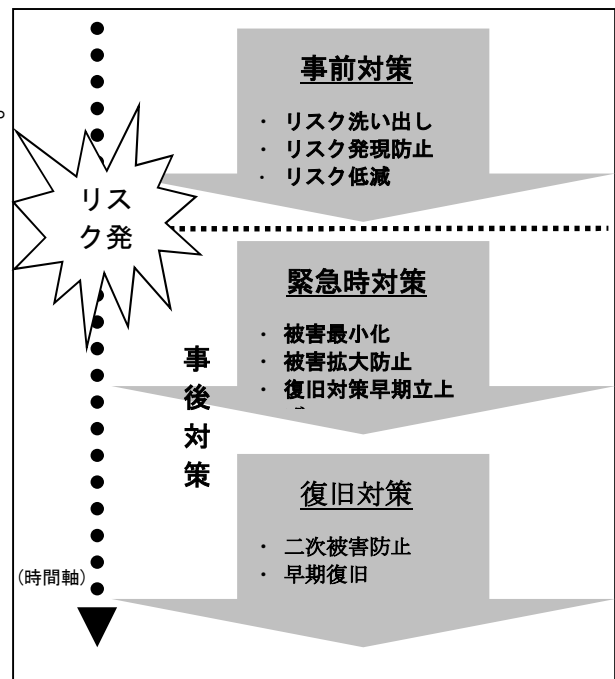 事前対策
・ リスク洗い出し
・ リスク発現防止
・ リスク低減
リス
ク発
緊急時対策
・ 被害最小化
・ 被害拡大防止
・ 復旧対策早期立上
事後対策
復旧対策
・ 二次被害防止
・ 早期復旧
(時間軸)